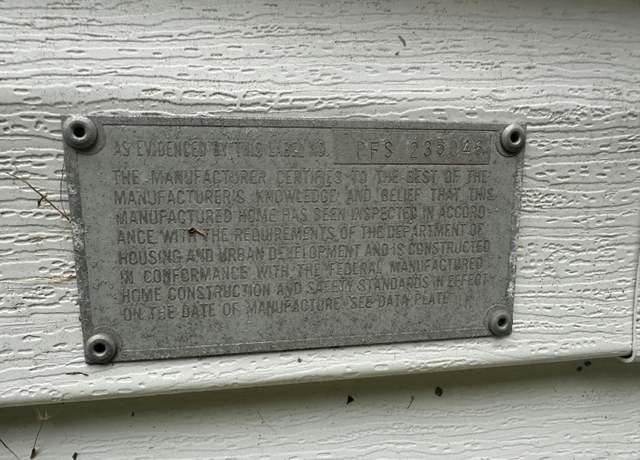 AS EVIDENCED BY THIS LABEL NO. PFS
THE MANUFACTURER CERTIFIES TO THE BEST OF THE
MANUFACTURER'S KNOWLEDGE AND BELIEF THAT THIS
MANUFACTURED HOME HAS BEEN INSPECTED IN ACCORD-
ANCE WITH THE REQUIREMENTS OF THE DEPARTMENT OF
HOUSING AND URBAN DEVELOPMENT AND IS CONSTRUCTED
IN CONFORMANCE WITH THE FEDERAL MANUFACTURED
HOME CONSTRUCTION AND SAFETY STANDARDS IN EFFECT
ON THE DATE OF MANUFACTURE SEE DATA PLATE